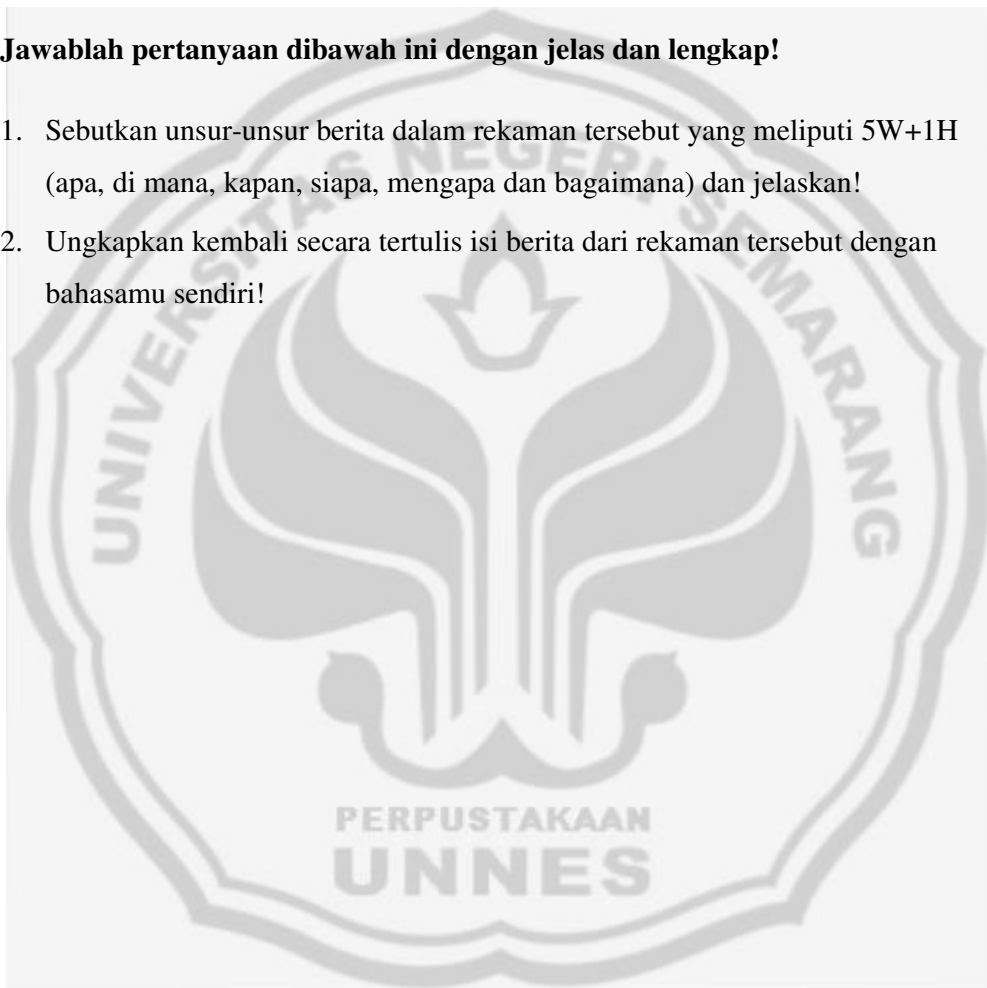 Jawablah pertanyaan dibawah ini dengan jelas dan lengkap!
1. Sebutkan unsur-unsur berita dalam rekaman tersebut yang meliputi 5W+1H
(apa, di mana, kapan, siapa, mengapa dan bagaimana) dan jelaskan!
2. Ungkapkan kembali secara tertulis isi berita dari rekaman tersebut dengan
bahasamu sendiri!
UNIVERSITAS NEGERI SEMARANG
PERPUSTAKAAN
UNNES